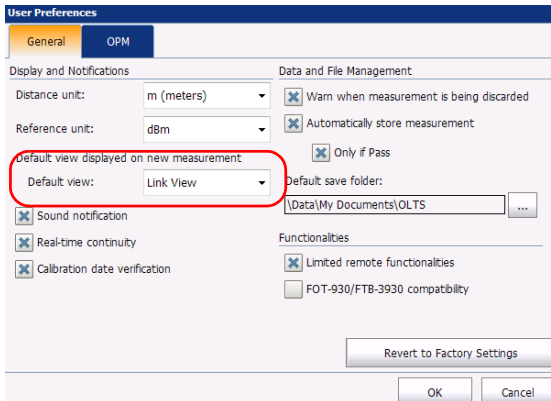 User Preferences
General
OPM
Display and Notifications
Distance unit:
m (meters)
Reference unit:
dBm
Default view displayed on new measurement
Default view:
Link View
Sound notification
Real-time continuity
Calibration date verification
Data and File Management
Warn when measurement is being discarded
Automatically store measurement
Only if Pass
Default save folder:
\Data\My Documents\OLTS
...
Functionalities
Limited remote functionalities
FOT-930/FTB-3930 compatibility
Revert to Factory Settings
OK
Cancel